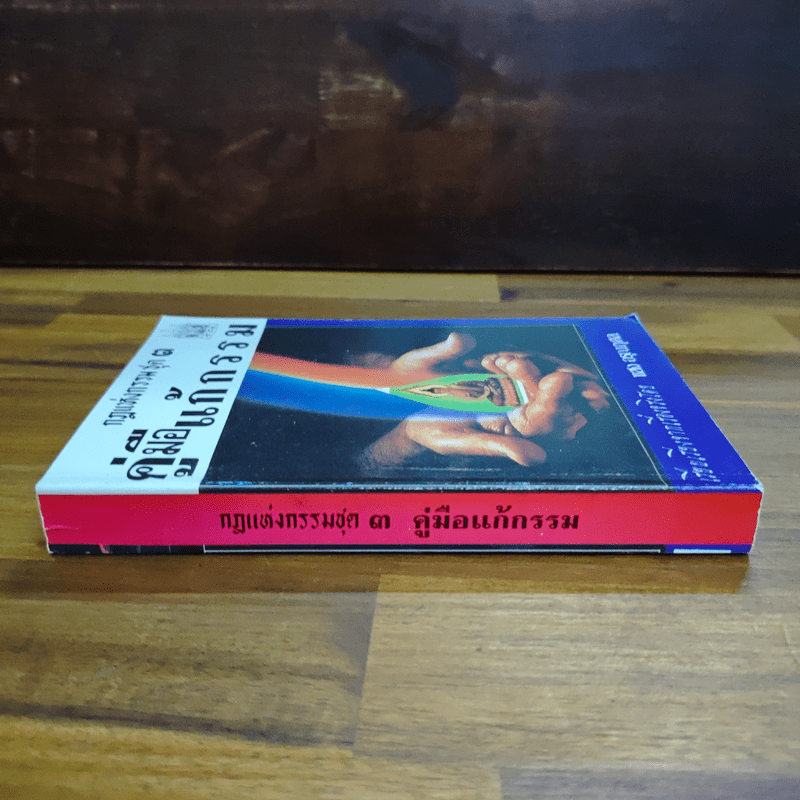 กฎแห่งกรรมชุด ๓
คู่มือแก้กรรม
กฎแห่งกรรมชุด ๓ คู่มือแก้กรรม